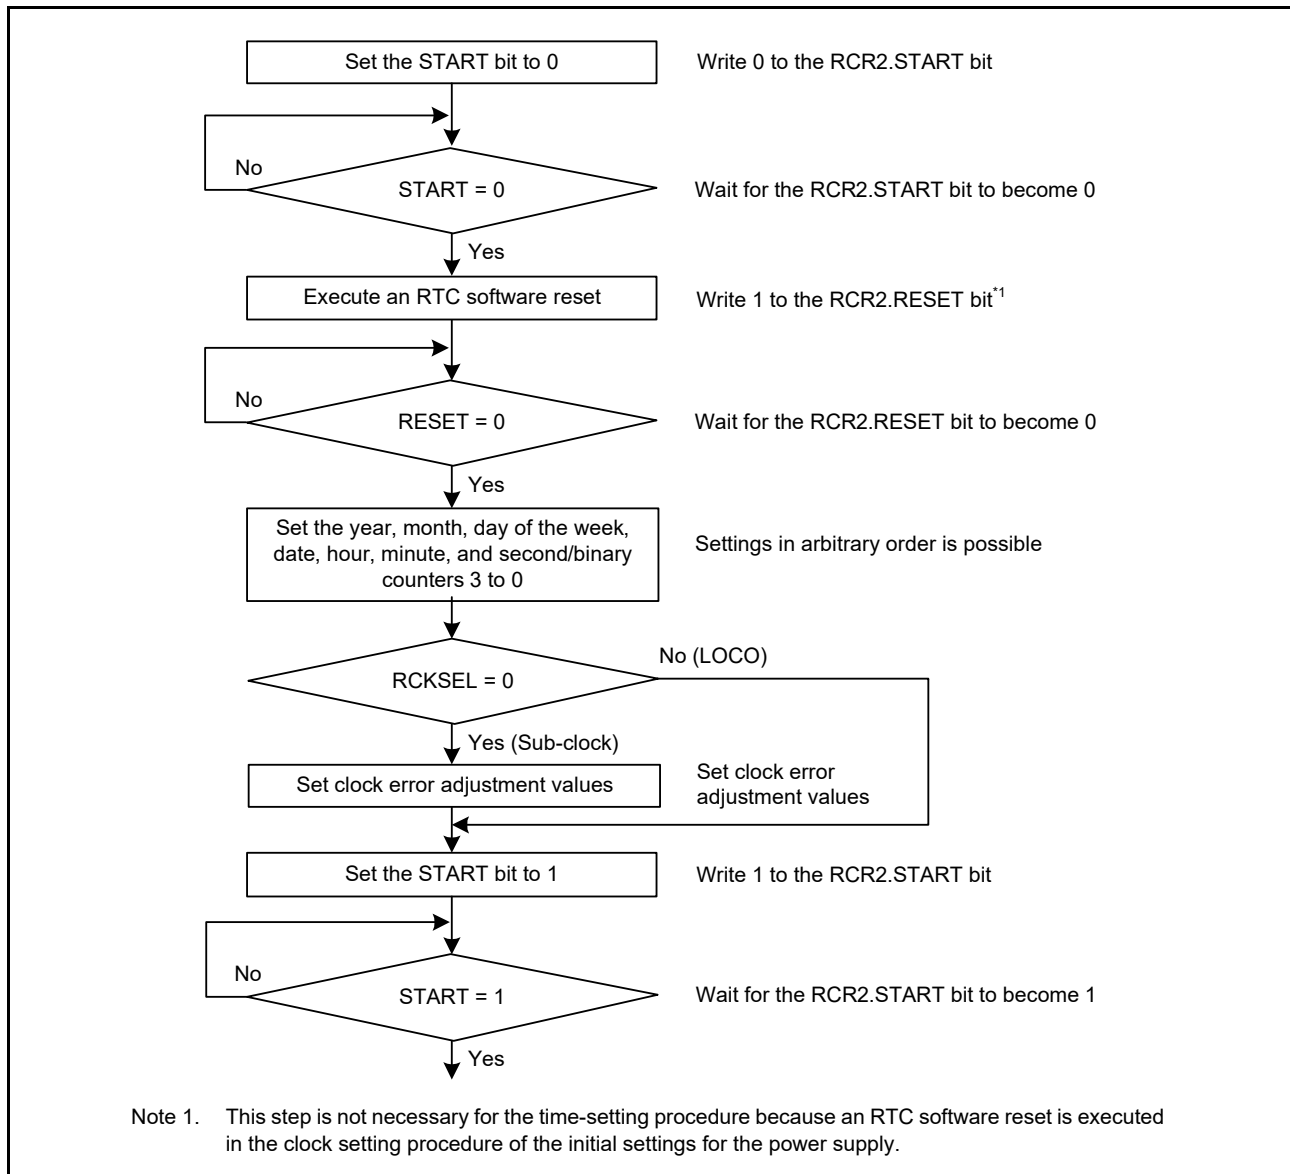 Set the START bit to 0
Write 0 to the RCR2.START bit
No
START = 0
Wait for the RCR2.START bit to become 0
Yes
Execute an RTC software reset
Write 1 to the RCR2.RESET bit*1
No
RESET = 0
Wait for the RCR2.RESET bit to become 0
Yes
Set the year, month, day of the week,
date, hour, minute, and second/binary
counters 3 to 0
Settings in arbitrary order is possible
No (LOCO)
RCKSEL = 0
Yes (Sub-clock)
Set clock error adjustment values
Set clock error
adjustment values
Set the START bit to 1
Write 1 to the RCR2.START bit
No
START = 1
Wait for the RCR2.START bit to become 1
Yes
Note 1. This step is not necessary for the time-setting procedure because an RTC software reset is executed
in the clock setting procedure of the initial settings for the power supply.